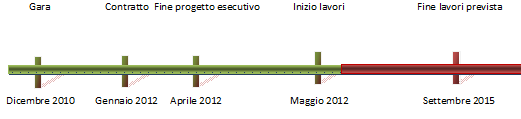 Gara Contratto Fine progetto esecutivo Inizio lavori Fine lavori prevista
Dicembre 2010 Gennaio 2012 Aprile 2012 Maggio 2012 Settembre 2015